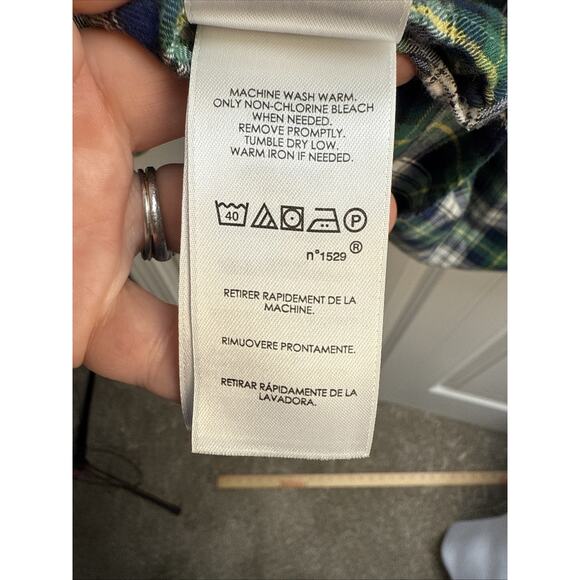 MACHINE WASH WARM.
ONLY NON-CHLORINE BLEACH
WHEN NEEDED.
REMOVE PROMPTLY.
TUMBLE DRY LOW.
WARM IRON IF NEEDED.
40 P
®
n°1529
RETIRER RAPIDEMENT DE LA
MACHINE.
RIMUOVERE PRONTAMENTE.
RETIRAR RÁPIDAMENTE DE LA
LAVADORA.